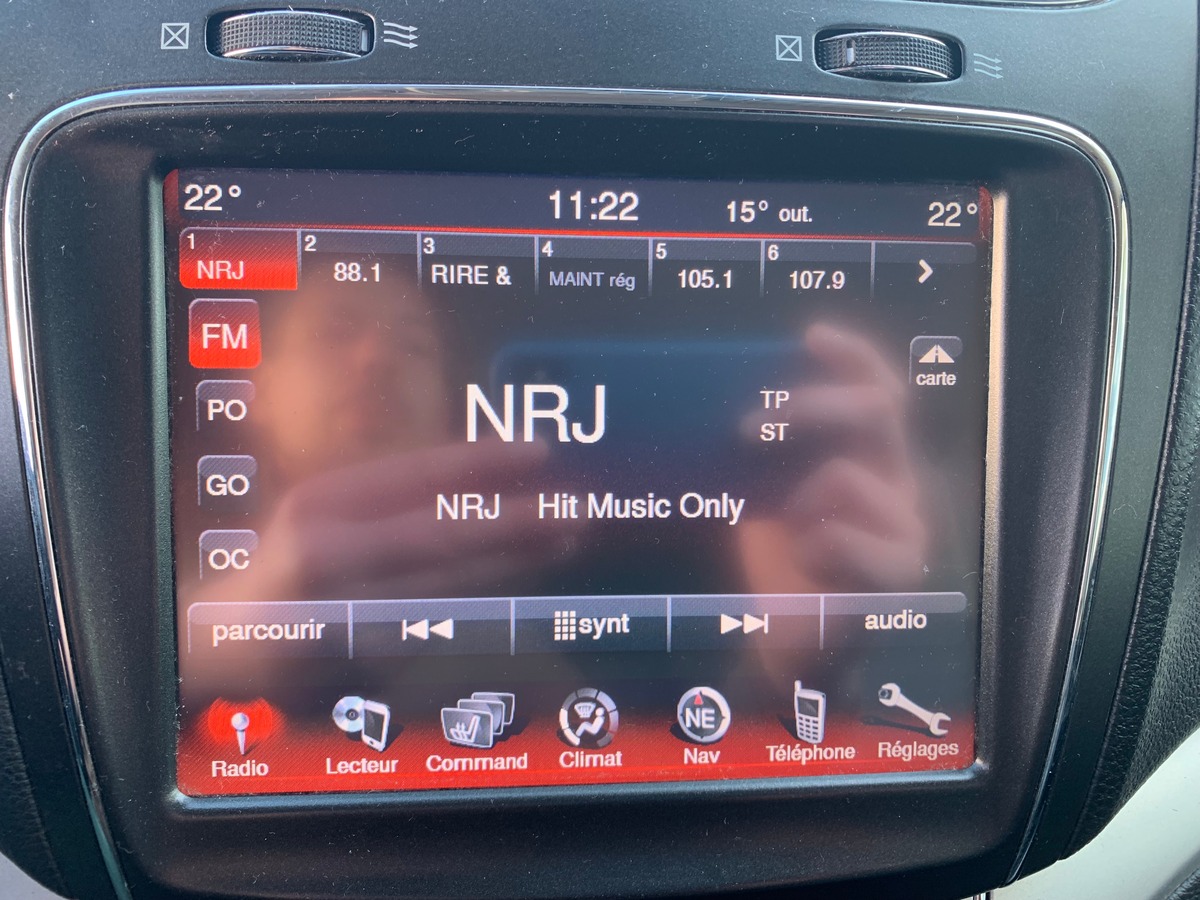 22° 11:22 15° out. 22°
1 2 3 4 5 6
NRJ 88.1 RIRE & MAINT rég 105.1 107.9
FM
carte
PO
NRJ
TP
ST
GO
NRJ Hit Music Only
OC
parcourir synt audio
NE
Radio Lecteur Command Climat Nav Téléphone Réglages